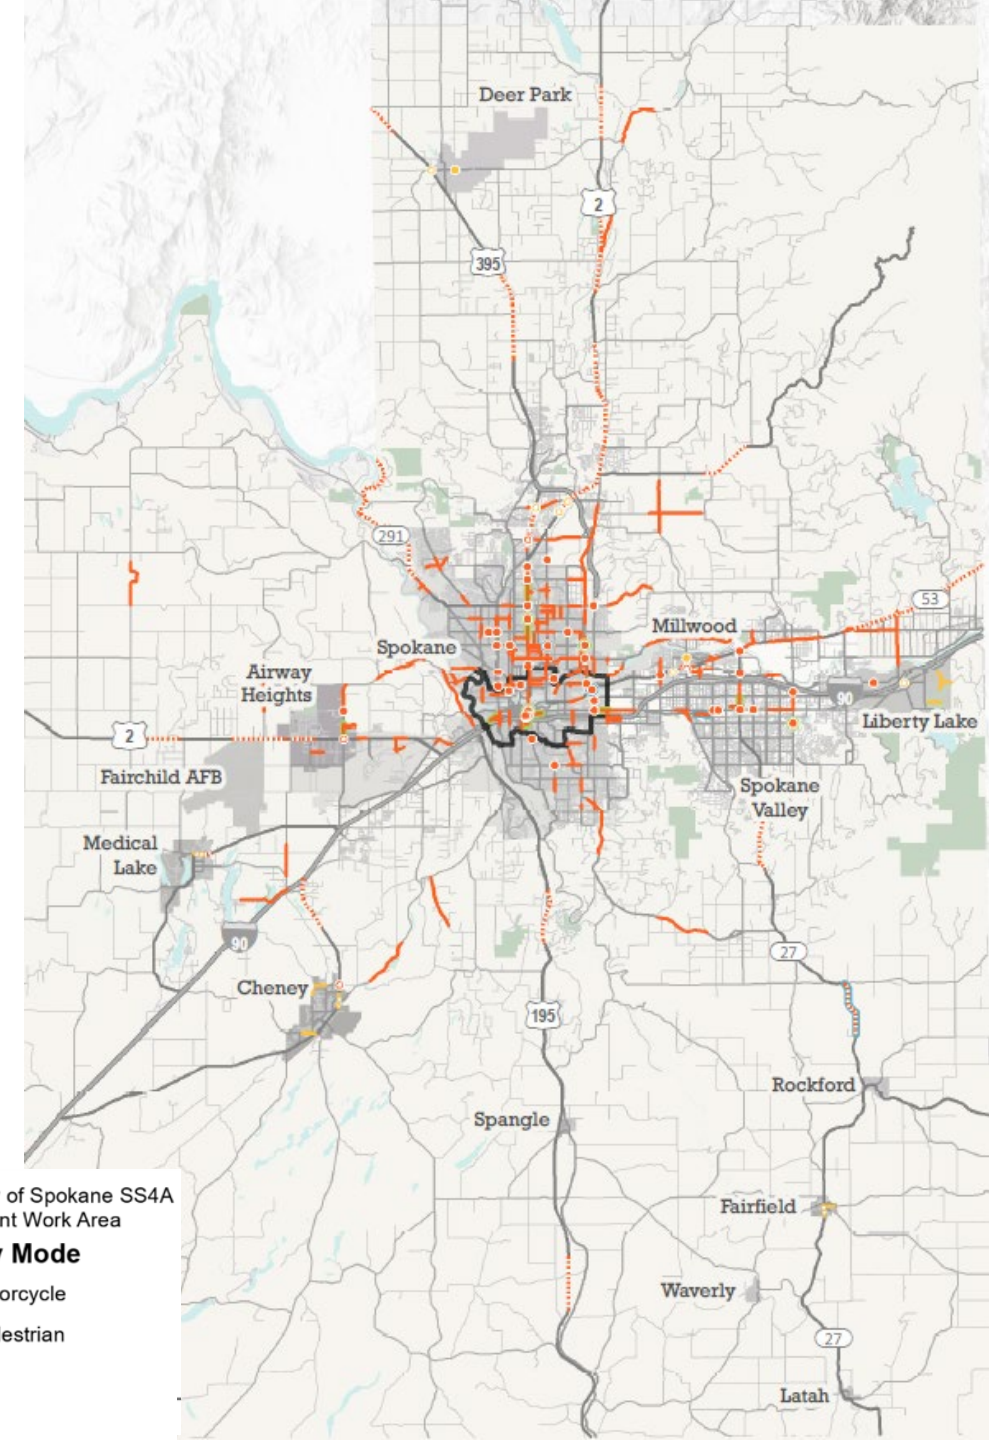 Deer Park
2
395
291
53
Millwood
Spokane
Airway
Heights
90
2
Liberty Lake
Fairchild AFB
Spokane
Valley
Medical
Lake
90
27
Cheney
195
Rockford
Spangle
of Spokane SS4A
nt Work Area
Fairfield
y Mode
Waverly
orcycle
destrian
27
Latah